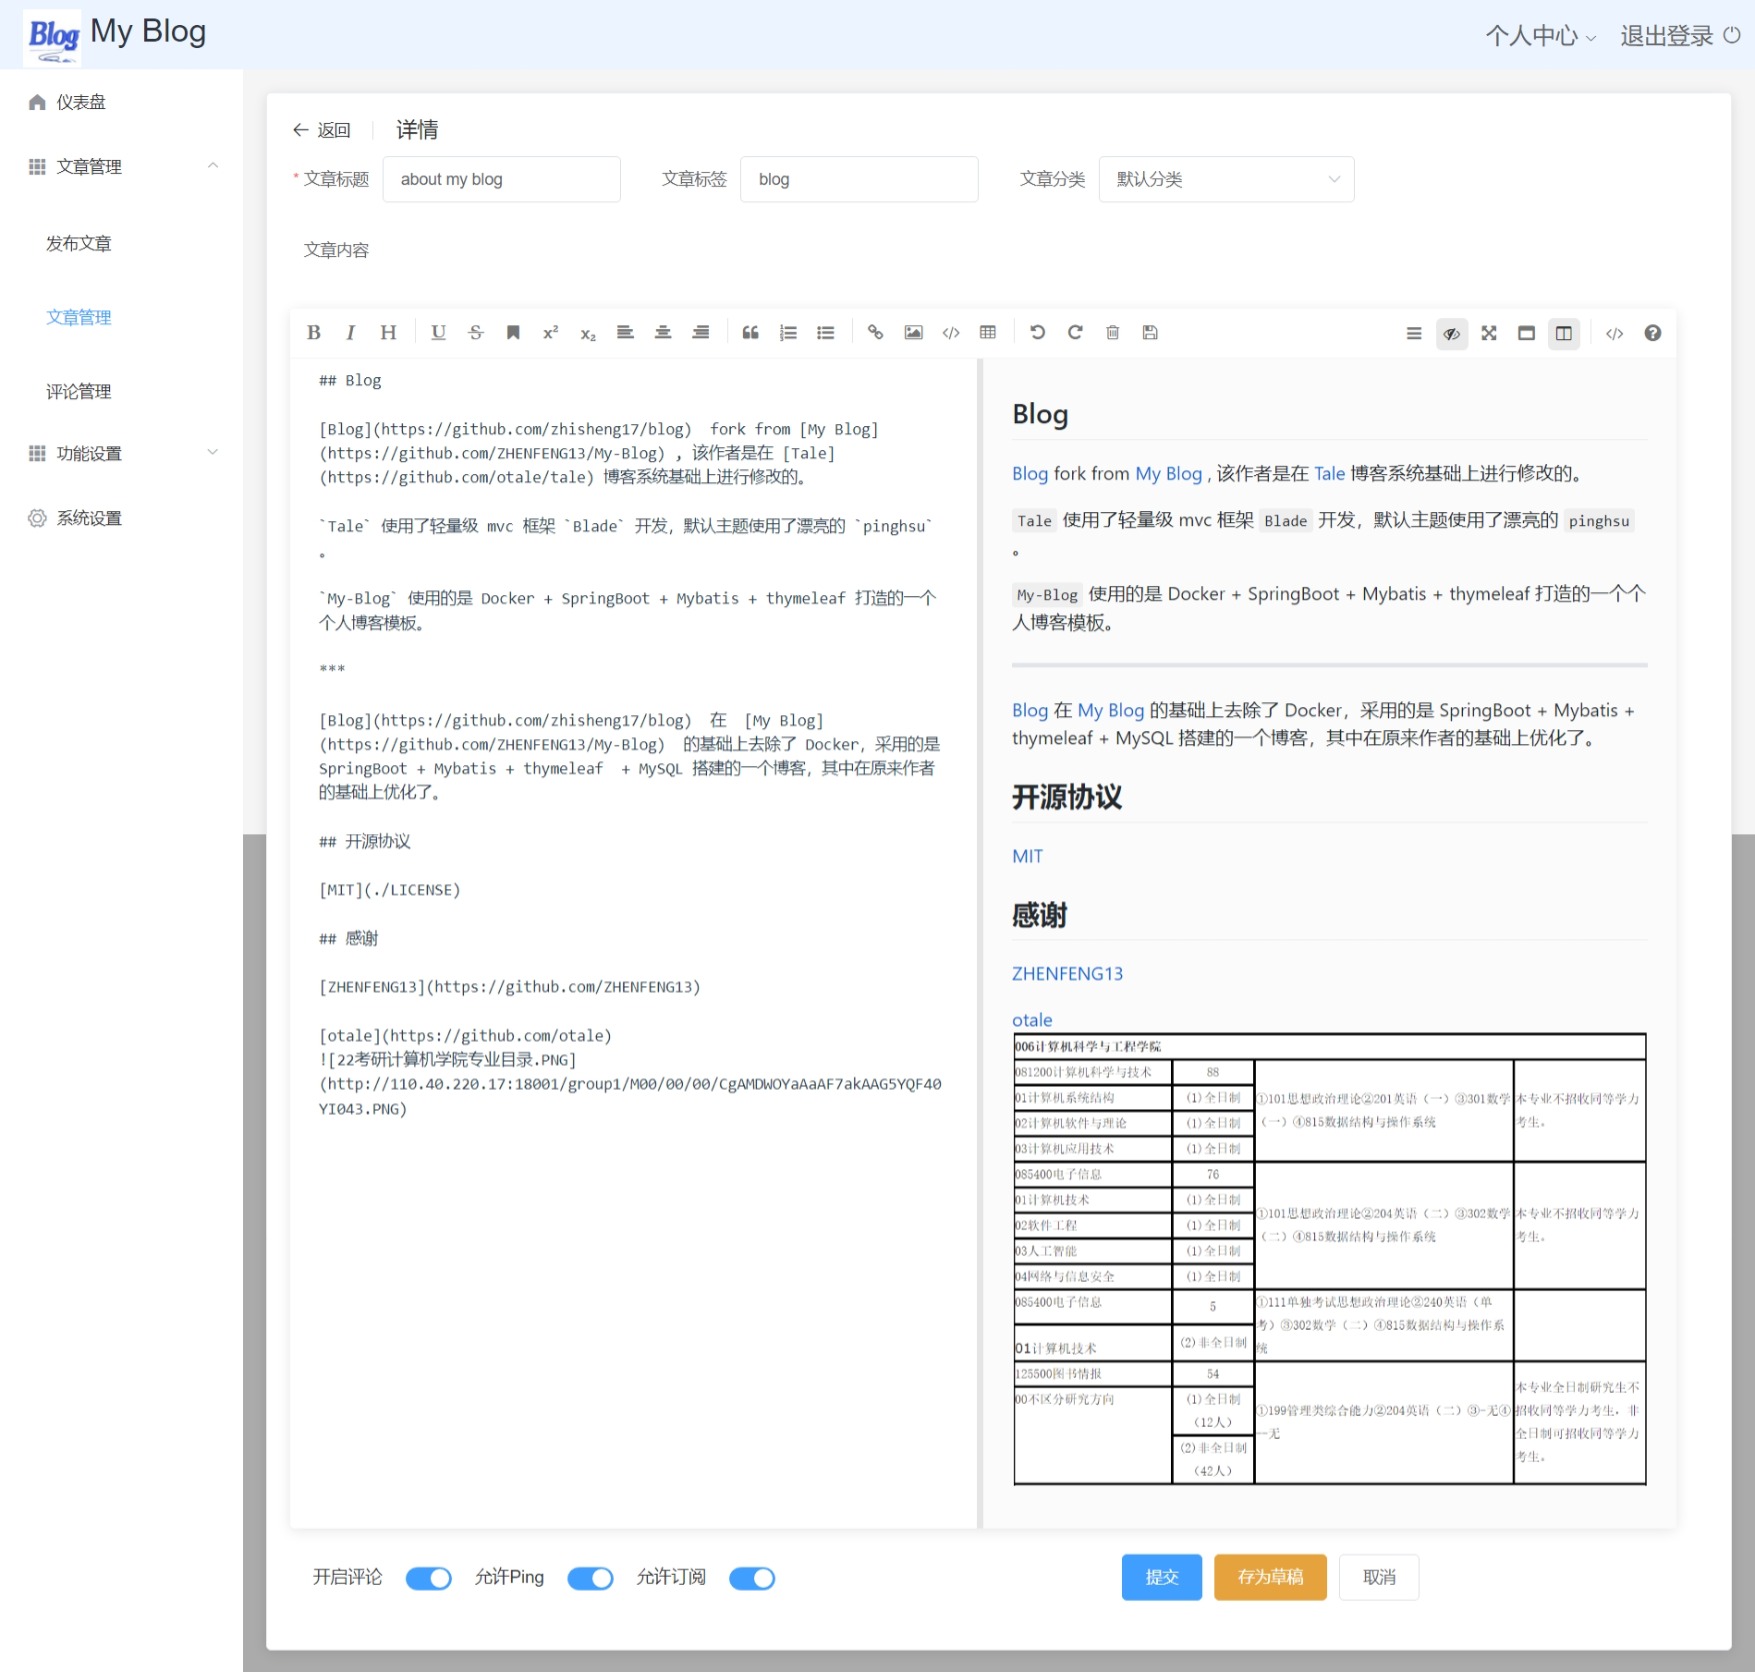 Blog My Blog
个人中心 退出登录
仪表盘
文章管理
发布文章
文章管理
评论管理
功能设置
系统设置
返回 详情
* 文章标题 about my blog 文章标签 blog 文章分类 默认分类
文章内容
## Blog
[Blog](https://github.com/zhisheng17/blog)  fork from [My Blog]
(https://github.com/ZHENFENG13/My-Blog) , 该作者是在 [Tale]
(https://github.com/otale/tale) 博客系统基础上进行修改的。
`Tale` 使用了轻量级 mvc 框架 `Blade` 开发，默认主题使用了漂亮的 `pinghsu`
。
`My-Blog` 使用的是 Docker + SpringBoot + Mybatis + thymeleaf 打造的一个个
人博客模板。
***
[Blog](https://github.com/zhisheng17/blog)  在  [My Blog]
(https://github.com/ZHENFENG13/My-Blog)  的基础上去除了 Docker，采用的是
SpringBoot + Mybatis + thymeleaf  + MySQL 搭建的一个博客，其中在原来作者
的基础上优化了。
## 开源协议
[MIT](./LICENSE)
## 感谢
[ZHENFENG13](https://github.com/ZHENFENG13)
[otale](https://github.com/otale)
![22考研计算机学院专业目录.PNG]
(http://110.40.220.17:18001/group1/M00/00/00/CgAMDWOYaAaAF7akAAG5YQF40
YI043.PNG)
Blog
Blog fork from My Blog , 该作者是在 Tale 博客系统基础上进行修改的。
Tale 使用了轻量级 mvc 框架 Blade 开发，默认主题使用了漂亮的 pinghsu
。
My-Blog 使用的是 Docker + SpringBoot + Mybatis + thymeleaf 打造的一个个
人博客模板。
Blog 在 My Blog 的基础上去除了 Docker，采用的是 SpringBoot + Mybatis +
thymeleaf + MySQL 搭建的一个博客，其中在原来作者的基础上优化了。
开源协议
MIT
感谢
ZHENFENG13
otale
006计算机科学与工程学院
081200计算机科学与技术 88
01计算机系统结构 (1)全日制
02计算机软件与理论 (1)全日制
03计算机应用技术 (1)全日制
①101思想政治理论②201英语（一）③301数学
（一）④815数据结构与操作系统
本专业不招收同等学力
考生。
085400电子信息 76
01计算机技术 (1)全日制
02软件工程 (1)全日制
03人工智能 (1)全日制
04网络与信息安全 (1)全日制
①101思想政治理论②204英语（二）③302数学
（二）④815数据结构与操作系统
本专业不招收同等学力
考生。
085400电子信息 5
01计算机技术 (2)非全日制
①111单独考试思想政治理论②240英语（单
考）③302数学（二）④815数据结构与操作系
统
125500图书情报 54
00不区分研究方向 (1)全日制
（12人）
(2)非全日制
（42人）
①199管理类综合能力②204英语（二）③-无④
-无
本专业全日制研究生不
招收同等学力考生，非
全日制可招收同等学力
考生。
开启评论 允许Ping 允许订阅 提交 存为草稿 取消